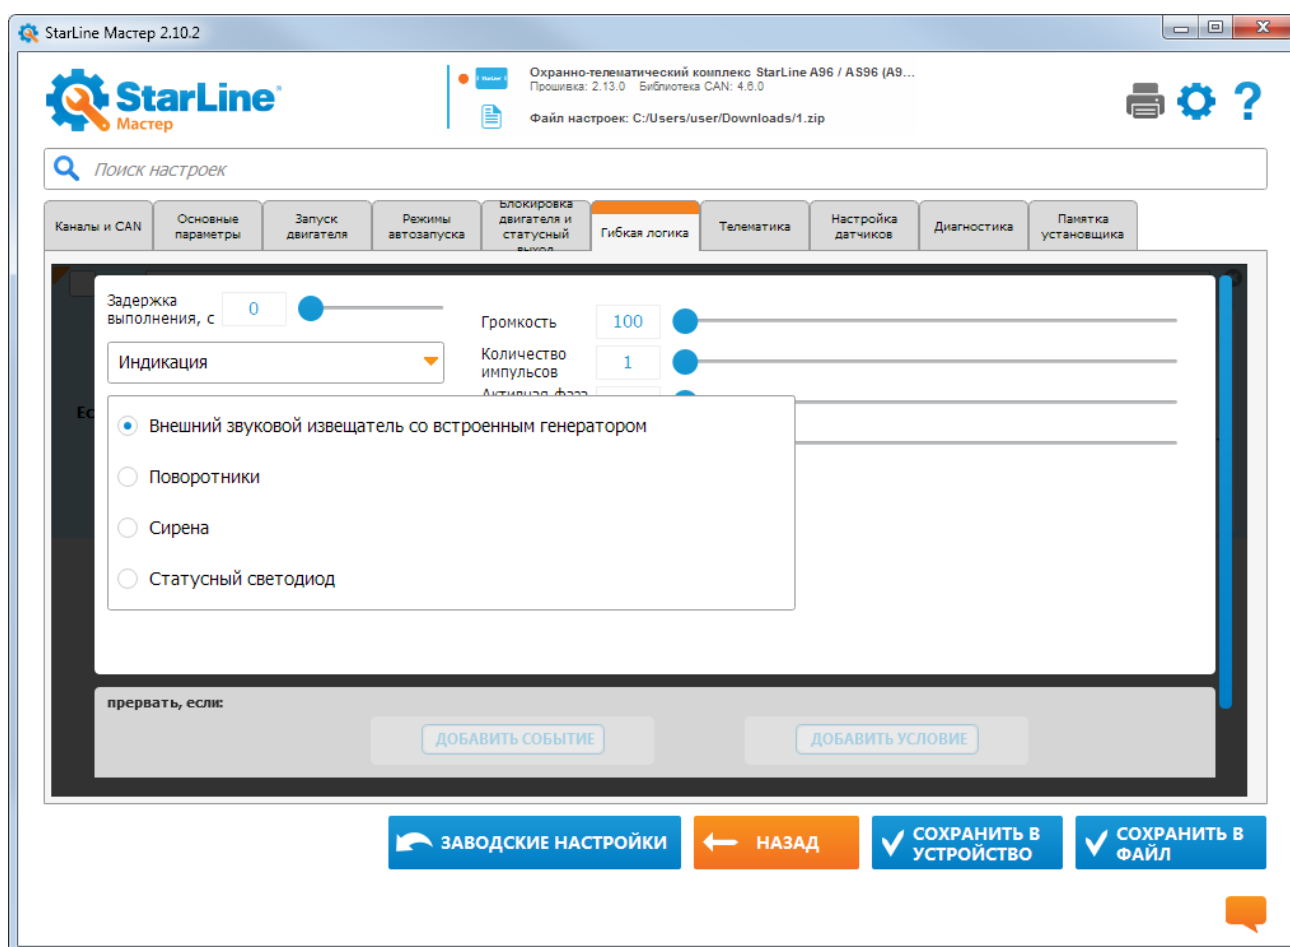 StarLine Мастер 2.10.2
StarLine
Мастер
Охранно-телематический комплекс StarLine A96 / AS96 (A9...
Прошивка: 2.13.0 Библиотека CAN: 4.6.0
Файл настроек: C:/Users/user/Downloads/1.zip
Поиск настроек
Каналы и CAN
Основные
параметры
Запуск
двигателя
Режимы
автозапуска
Блокировка
двигателя и
статусный
выход
Гибкая логика
Телематика
Настройка
датчиков
Диагностика
Памятка
установщика
Задержка
выполнения, с
0
Громкость
100
Индикация
Количество
импульсов
1
Активная фаза
Ес
Внешний звуковой извещатель со встроенным генератором
Поворотники
Сирена
Статусный светодиод
прервать, если:
ДОБАВИТЬ СОБЫТИЕ
ДОБАВИТЬ УСЛОВИЕ
ЗАВОДСКИЕ НАСТРОЙКИ
НАЗАД
СОХРАНИТЬ В
УСТРОЙСТВО
СОХРАНИТЬ В
ФАЙЛ